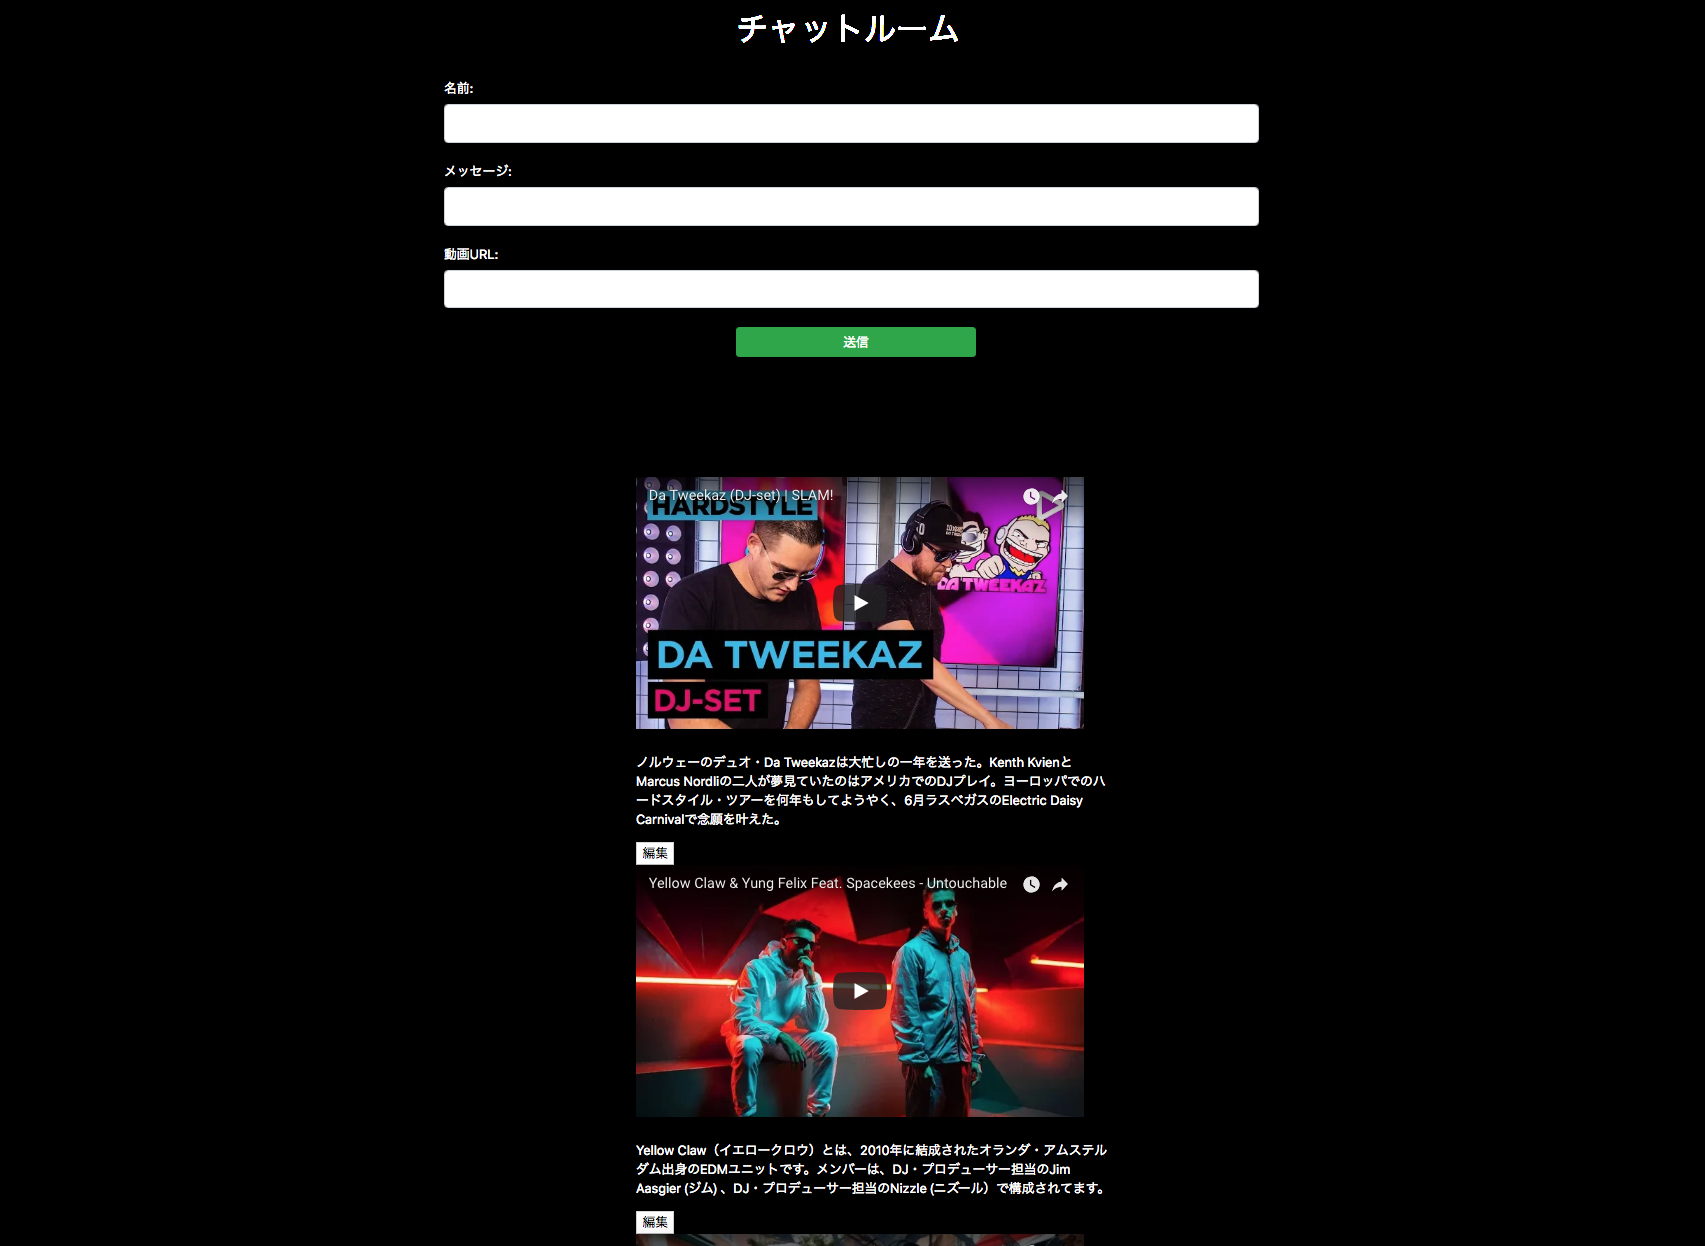 チャットルーム
名前:
メッセージ:
動画URL:
送信
Da Tweekaz (DJ-set) | SLAM!
HARDSTYLE
DA TWEEKAZ
DA TWEEKAZ
DJ-SET
ノルウェーのデュオ・Da Tweekazは大忙しの一年を送った。Kenth Kvienと
Marcus Nordliの二人が夢見ていたのはアメリカでのDJプレイ。ヨーロッパでのハ
ードスタイル・ツアーを何年もしてようやく、6月ラスベガスのElectric Daisy
Carnivalで念願を叶えた。
編集
Yellow Claw & Yung Felix Feat. Spacekees - Untouchable
Yellow Claw（イエロークロウ）とは、2010年に結成されたオランダ・アムステル
ダム出身のEDMユニットです。メンバーは、DJ・プロデューサー担当のJim
Aasgier (ジム) 、DJ・プロデューサー担当のNizzle (ニズール）で構成されてます。
編集